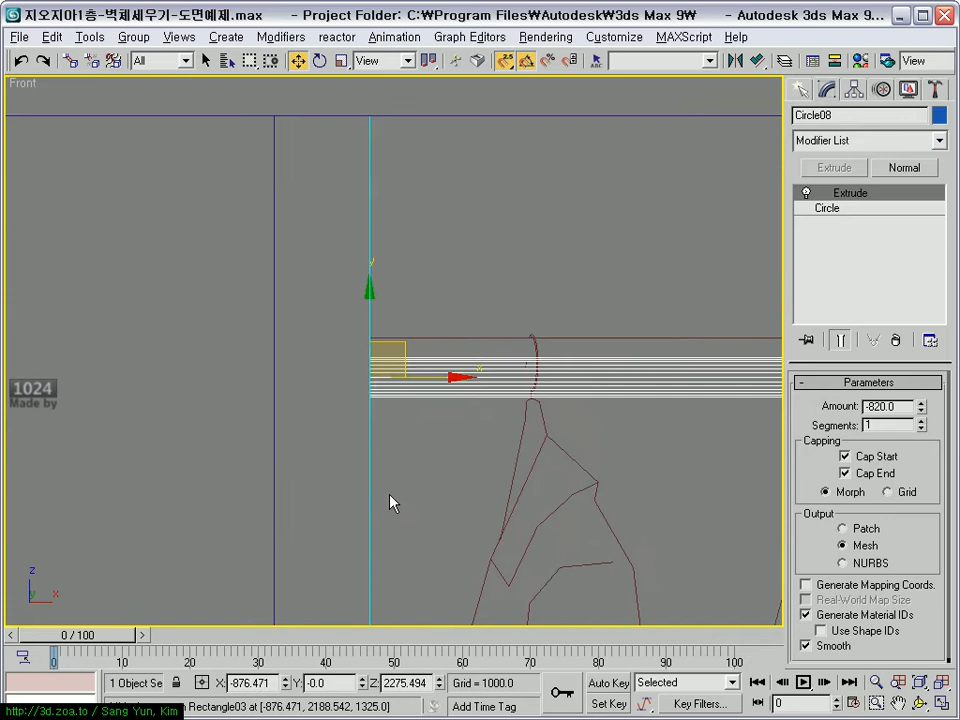 지오지아1층-벽체세우기-도면예제.max - Project Folder: C:₩Program Files₩Autodesk₩3ds Max 9₩ - Autodesk 3ds Max 9...
File Edit Tools Group Views Create Modifiers reactor Animation Graph Editors Rendering Customize MAXScript Help
All View View
Front
Circle08
Modifier List
Extrude Normal
Extrude
Circle
y
x
1024
Made by
Parameters
Amount: -820.0
Segments: 1
Capping
Cap Start
Cap End
Morph Grid
Output
Patch
Mesh
NURBS
Generate Mapping Coords.
Real-World Map Size
Generate Material IDs
Use Shape IDs
Smooth
z
y x
0 / 100
0 10 20 30 40 50 60 70 80 90 100
1 Object Se X: -876.471 Y: -0.0 Z: 2275.494 Grid = 1000.0 Auto Key Selected
Rectangle03 at [-876.471, 2188.542, 1325.0] Add Time Tag Set Key Key Filters... 0
http://3d.zoa.to / Sang Yun, Kim